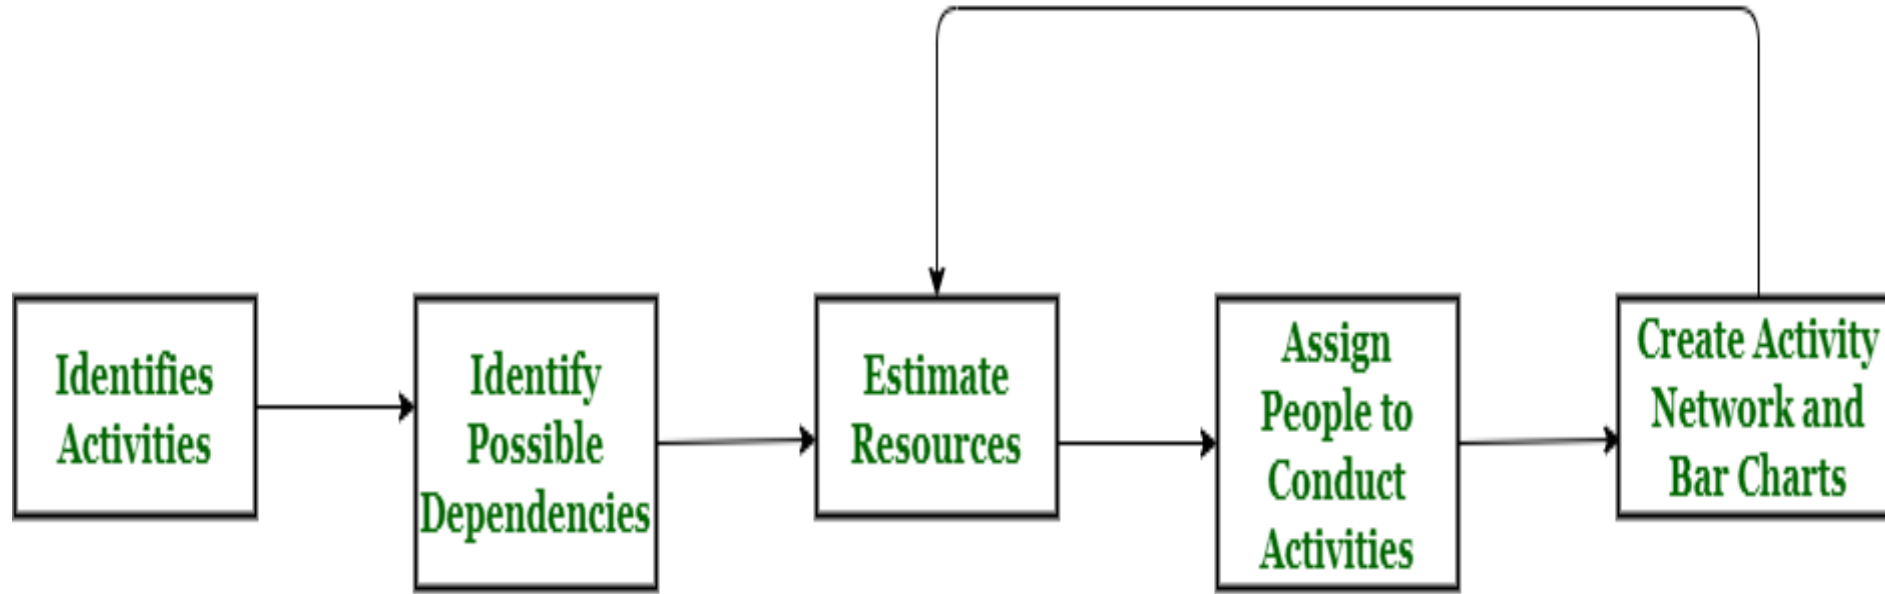 Identifies
Activities
Identify
Possible
Dependencies
Estimate
Resources
Assign
People to
Conduct
Activities
Create Activity
Network and
Bar Charts